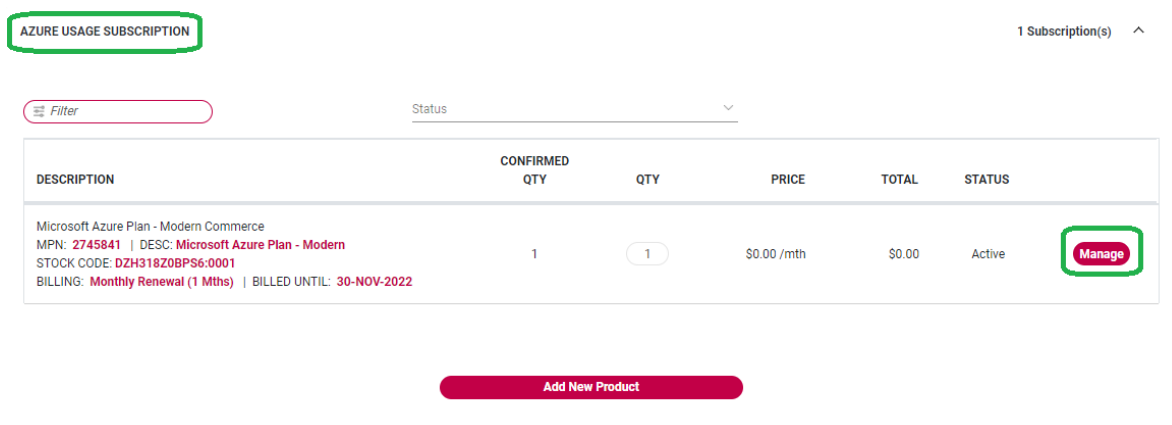 AZURE USAGE SUBSCRIPTION
1 Subscription(s)
Filter
Status
DESCRIPTION
CONFIRMED QTY
QTY
PRICE
TOTAL
STATUS
Microsoft Azure Plan - Modern Commerce
MPN: 2745841 | DESC: Microsoft Azure Plan - Modern
STOCK CODE: DZH318Z0BPS6:0001
BILLING: Monthly Renewal (1 Mths) | BILLED UNTIL: 30-NOV-2022
1
1
$0.00 /mth
$0.00
Active
Manage
Add New Product